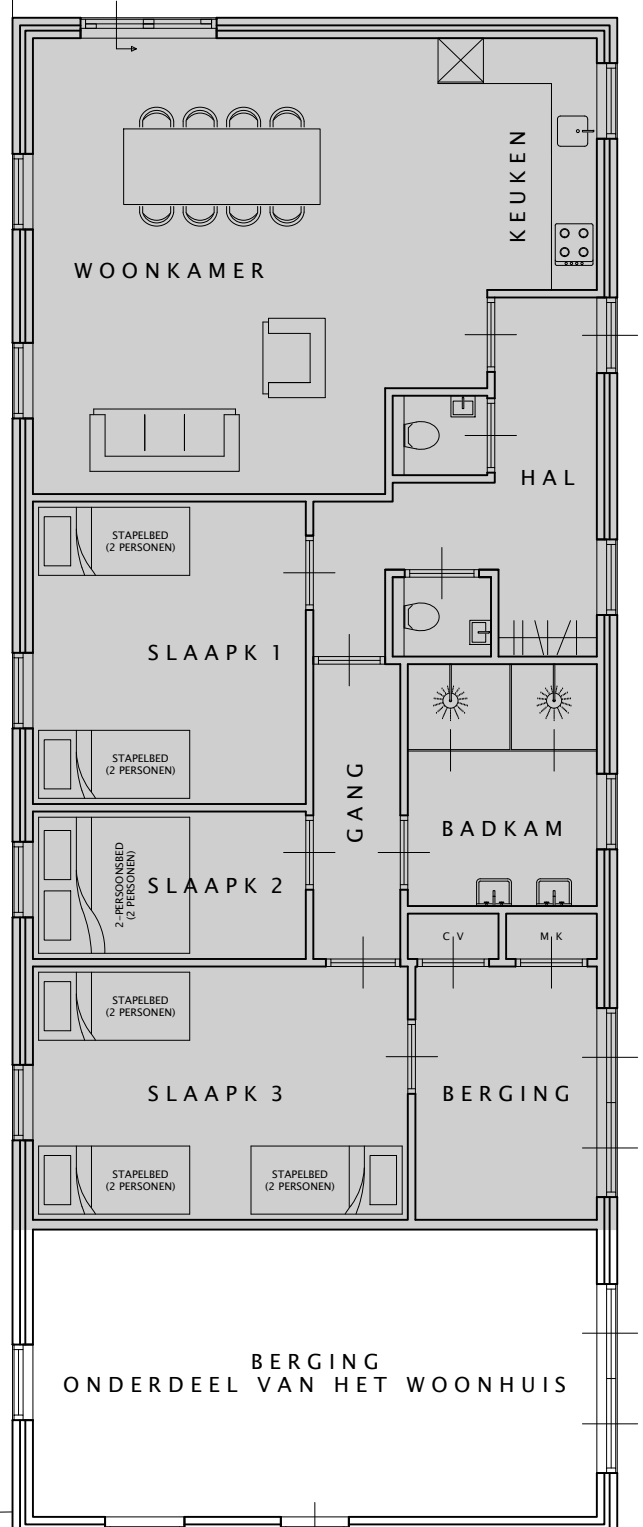 KEUKEN
WOONKAMER
HAL
STAPELBED
(2 PERSONEN)
SLAAPK 1
STAPELBED
(2 PERSONEN)
GANG
BADKAM
2-PERSOONSBED
(2 PERSONEN)
SLAAPK 2
CV
MK
STAPELBED
(2 PERSONEN)
SLAAPK 3
BERGING
STAPELBED
(2 PERSONEN)
STAPELBED
(2 PERSONEN)
BERGING
ONDERDEEL VAN HET WOONHUIS